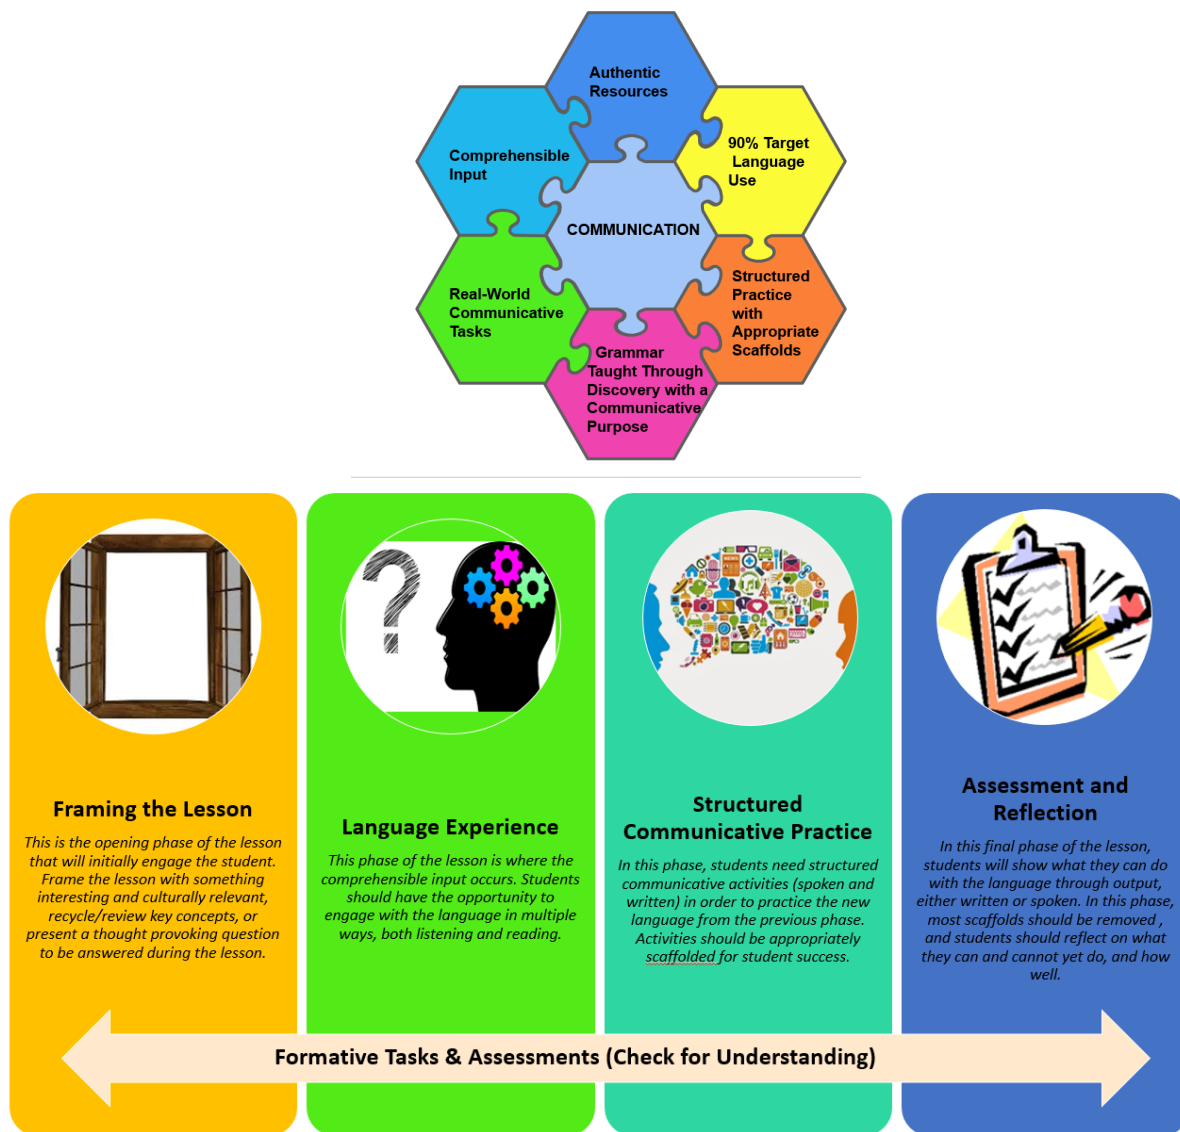 Authentic
Resources
Comprehensible
Input
90% Target
Language
Use
COMMUNICATION
Real-World
Communicative
Tasks
Structured
Practice
with
Appropriate
Scaffolds
Grammar
Taught Through
Discovery with a
Communicative
Purpose
Framing the Lesson
This is the opening phase of the lesson
that will initially engage the student.
Frame the lesson with something
interesting and culturally relevant,
recycle/review key concepts, or
present a thought provoking question
to be answered during the lesson.
Language Experience
This phase of the lesson is where the
comprehensible input occurs. Students
should have the opportunity to
engage with the language in multiple
ways, both listening and reading.
Structured
Communicative Practice
In this phase, students need structured
communicative activities (spoken and
written) in order to practice the new
language from the previous phase.
Activities should be appropriately
scaffolded for student success.
Assessment and
Reflection
In this final phase of the lesson,
students will show what they can do
with the language through output,
either written or spoken. In this phase,
most scaffolds should be removed ,
and students should reflect on what
they can and cannot yet do, and how
well.
Formative Tasks & Assessments (Check for Understanding)